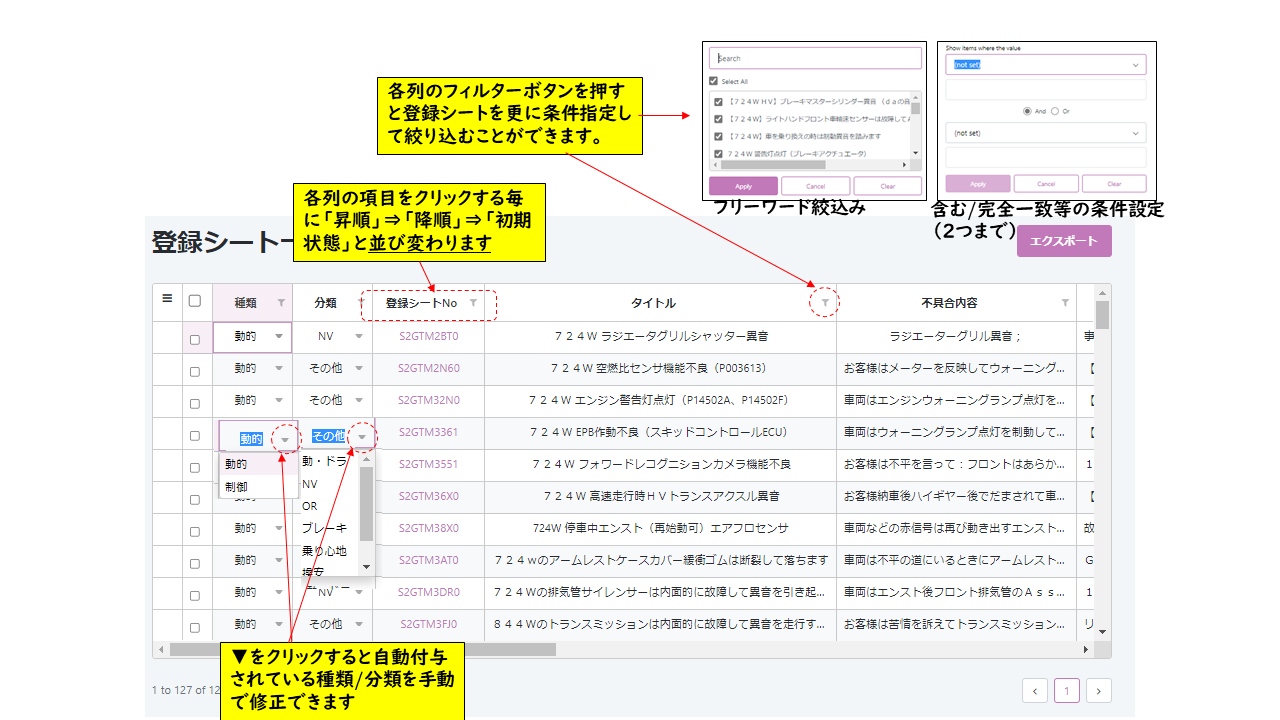 各列のフィルターボタンを押す
と登録シートを更に条件指定し
て絞り込むことができます。
Search
Select All
【７２４W HV】ブレーキマスターシリンダー異音
【７２４W】ライトハンドフロント車輪速センサーは故障して
【７２４W】車を乗り換えの時は制動異音を踏みます
７２４W 警告灯点灯（ブレーキアクチュエータ）
Apply Cancel Clear
フリーワード絞込み
Show items where the value
(not set)
And Or
(not set)
Apply Cancel Clear
含む/完全一致等の条件設定
（２つまで）
各列の項目をクリックする毎
に「昇順」⇒「降順」⇒「初期
状態」と並び変わります
登録シート
エクスポート
種類 分類 登録シートNo タイトル 不具合内容
動的 NV S2GTM2BT0 ７２４W ラジエータグリルシャッター異音 ラジエーターグリル異音； 事
動的 その他 S2GTM2N60 ７２４W 空燃比センサ機能不良（P003613） お客様はメーターを反映してウォーニング... 【
動的 その他 S2GTM32N0 ７２４W エンジン警告灯点灯（P14502A、P14502F） 車両はエンジンウォーニングランプ点灯を... 【
動的 その他 S2GTM3361 ７２４W EPB作動不良（スキッドコントロールECU） 車両はウォーニングランプ点灯を制動して... 【
動的 動・ドラ S2GTM3551 ７２４W フォワードレコグニションカメラ機能不良 お客様は不平を言って：フロントはあらか... 1
制御 NV S2GTM36X0 ７２４W 高速走行時ＨＶトランスアクスル異音 お客様納車後ハイギヤー後でだまされて車... 【
OR
動的 ブレーキ S2GTM38X0 724W 停車中エンスト（再始動可）エアフロセンサ 車両などの赤信号は再び動き出すエンスト... 故
動的 乗り心地 S2GTM3AT0 ７２４ｗのアームレストケースカバー緩衝ゴムは断裂して落ちます 車両は不平の道にいるときにアームレスト... G
操安
動的 NV S2GTM3DR0 ７２４Wの排気管サイレンサーは内面的に故障して異音を引き起... 車両はエンスト後フロント排気管のＡｓｓ... 1
動的 その他 S2GTM3FJ0 ８４４Wのトランスミッションは内面的に故障して異音を走行す... お客様は苦情を訴えてトランスミッション... リ
▼をクリックすると自動付与
されている種類/分類を手動
で修正できます
1 to 127 of 12
‹ 1 ›